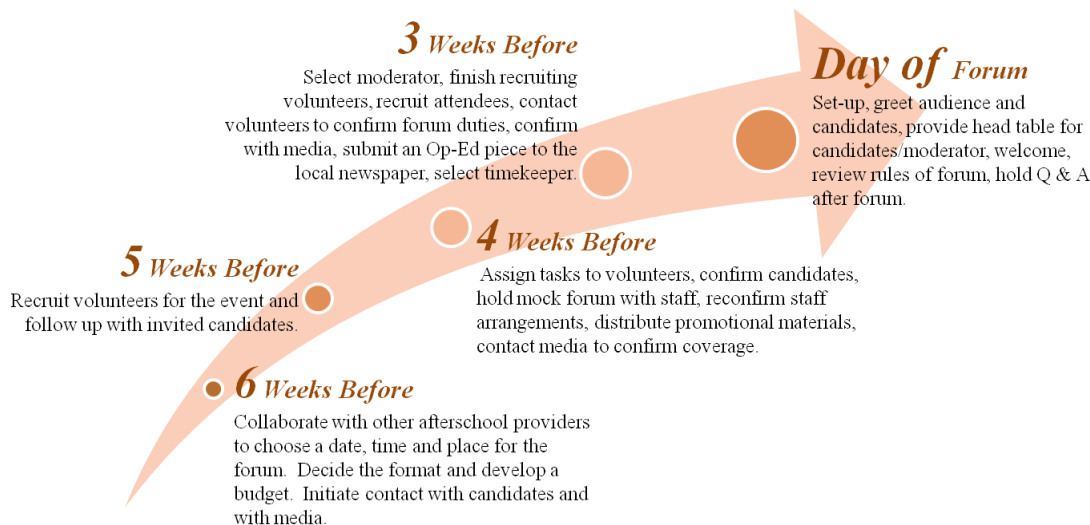 3 Weeks Before
Select moderator, finish recruiting
volunteers, recruit attendees, contact
volunteers to confirm forum duties, confirm
with media, submit an Op-Ed piece to the
local newspaper, select timekeeper.
Day of Forum
Set-up, greet audience and
candidates, provide head table for
candidates/moderator, welcome,
review rules of forum, hold Q & A
after forum.
5 Weeks Before
Recruit volunteers for the event and
follow up with invited candidates.
4 Weeks Before
Assign tasks to volunteers, confirm candidates,
hold mock forum with staff, reconfirm staff
arrangements, distribute promotional materials,
contact media to confirm coverage.
6 Weeks Before
Collaborate with other afterschool providers
to choose a date, time and place for the
forum.  Decide the format and develop a
budget.  Initiate contact with candidates and
with media.